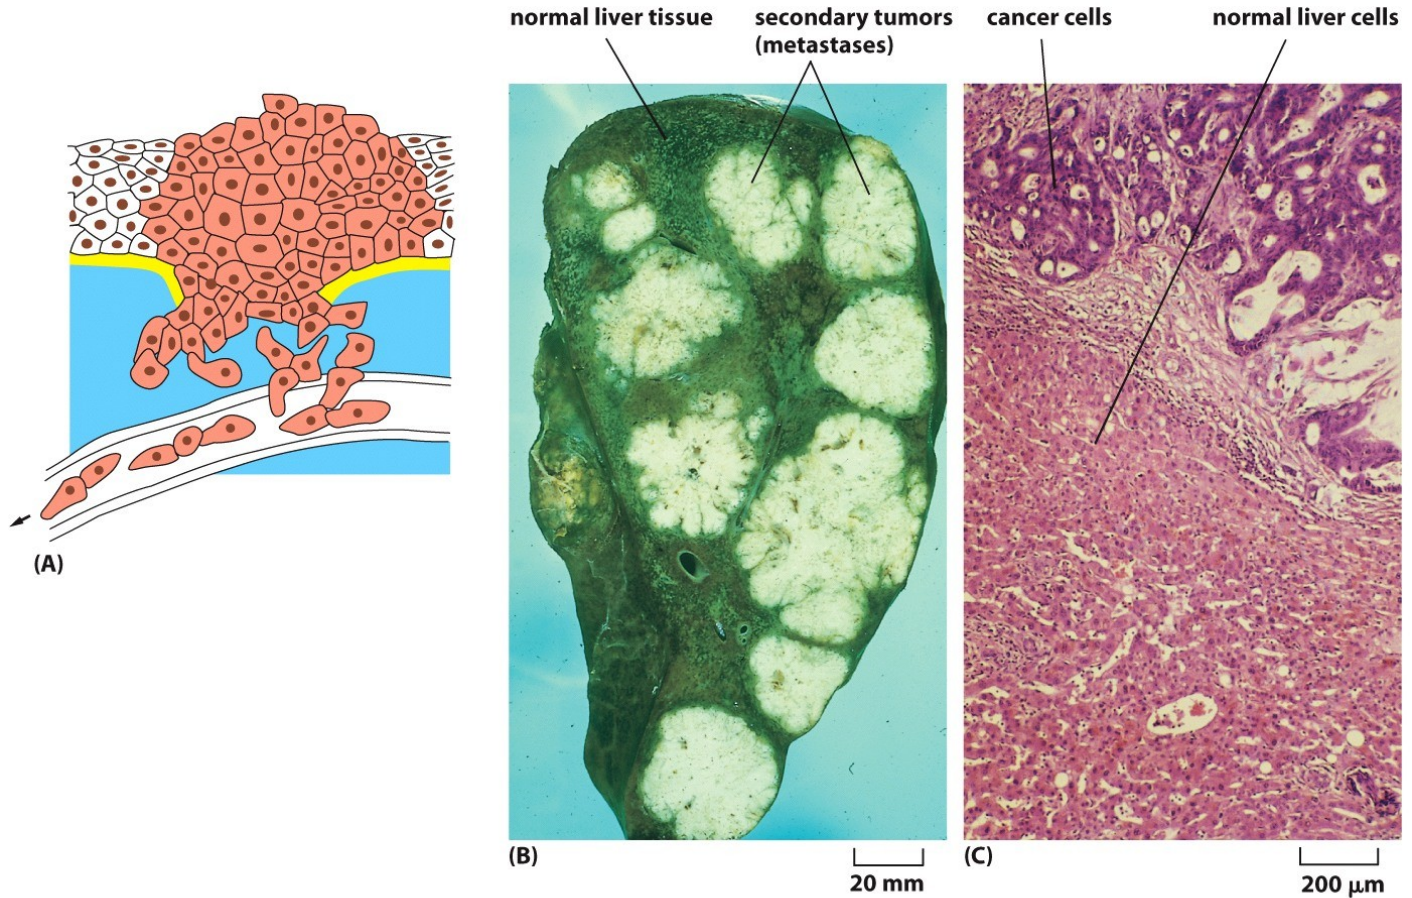 normal liver tissue
secondary tumors
(metastases)
cancer cells
normal liver cells
(A)
(B)
20 mm
(C)
200 μm